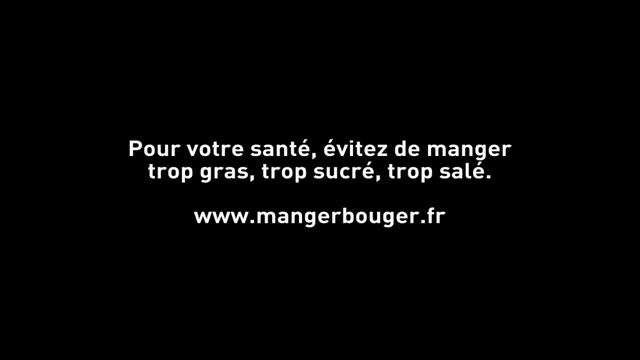 Pour votre santé, évitez de manger
trop gras, trop sucré, trop salé.
www.mangerbouger.fr